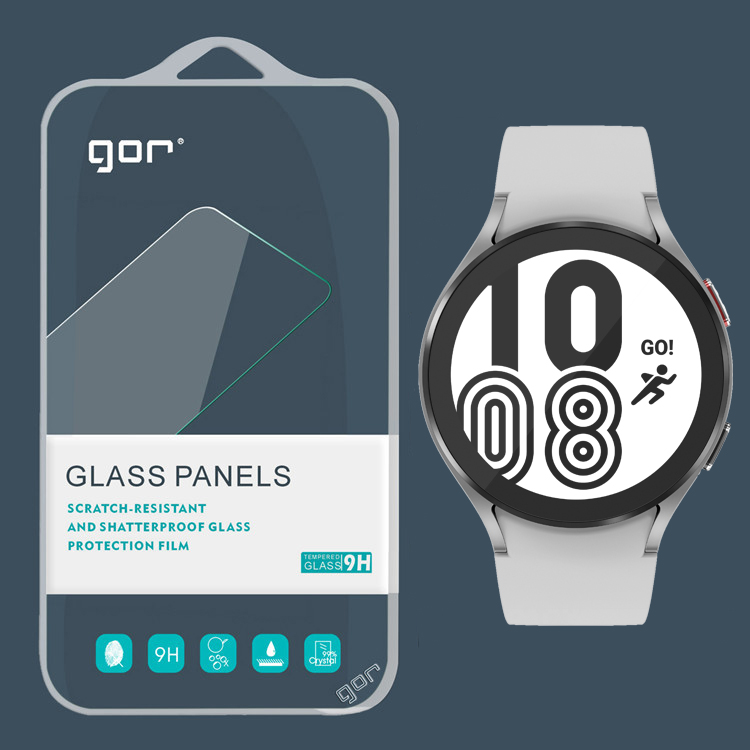 gor®
GLASS PANELS
SCRATCH-RESISTANT
AND SHATTERPROOF GLASS
PROTECTION FILM
TEMPERED
GLASS 9H
9H
99%
Crystal
gor
10
GO!
08